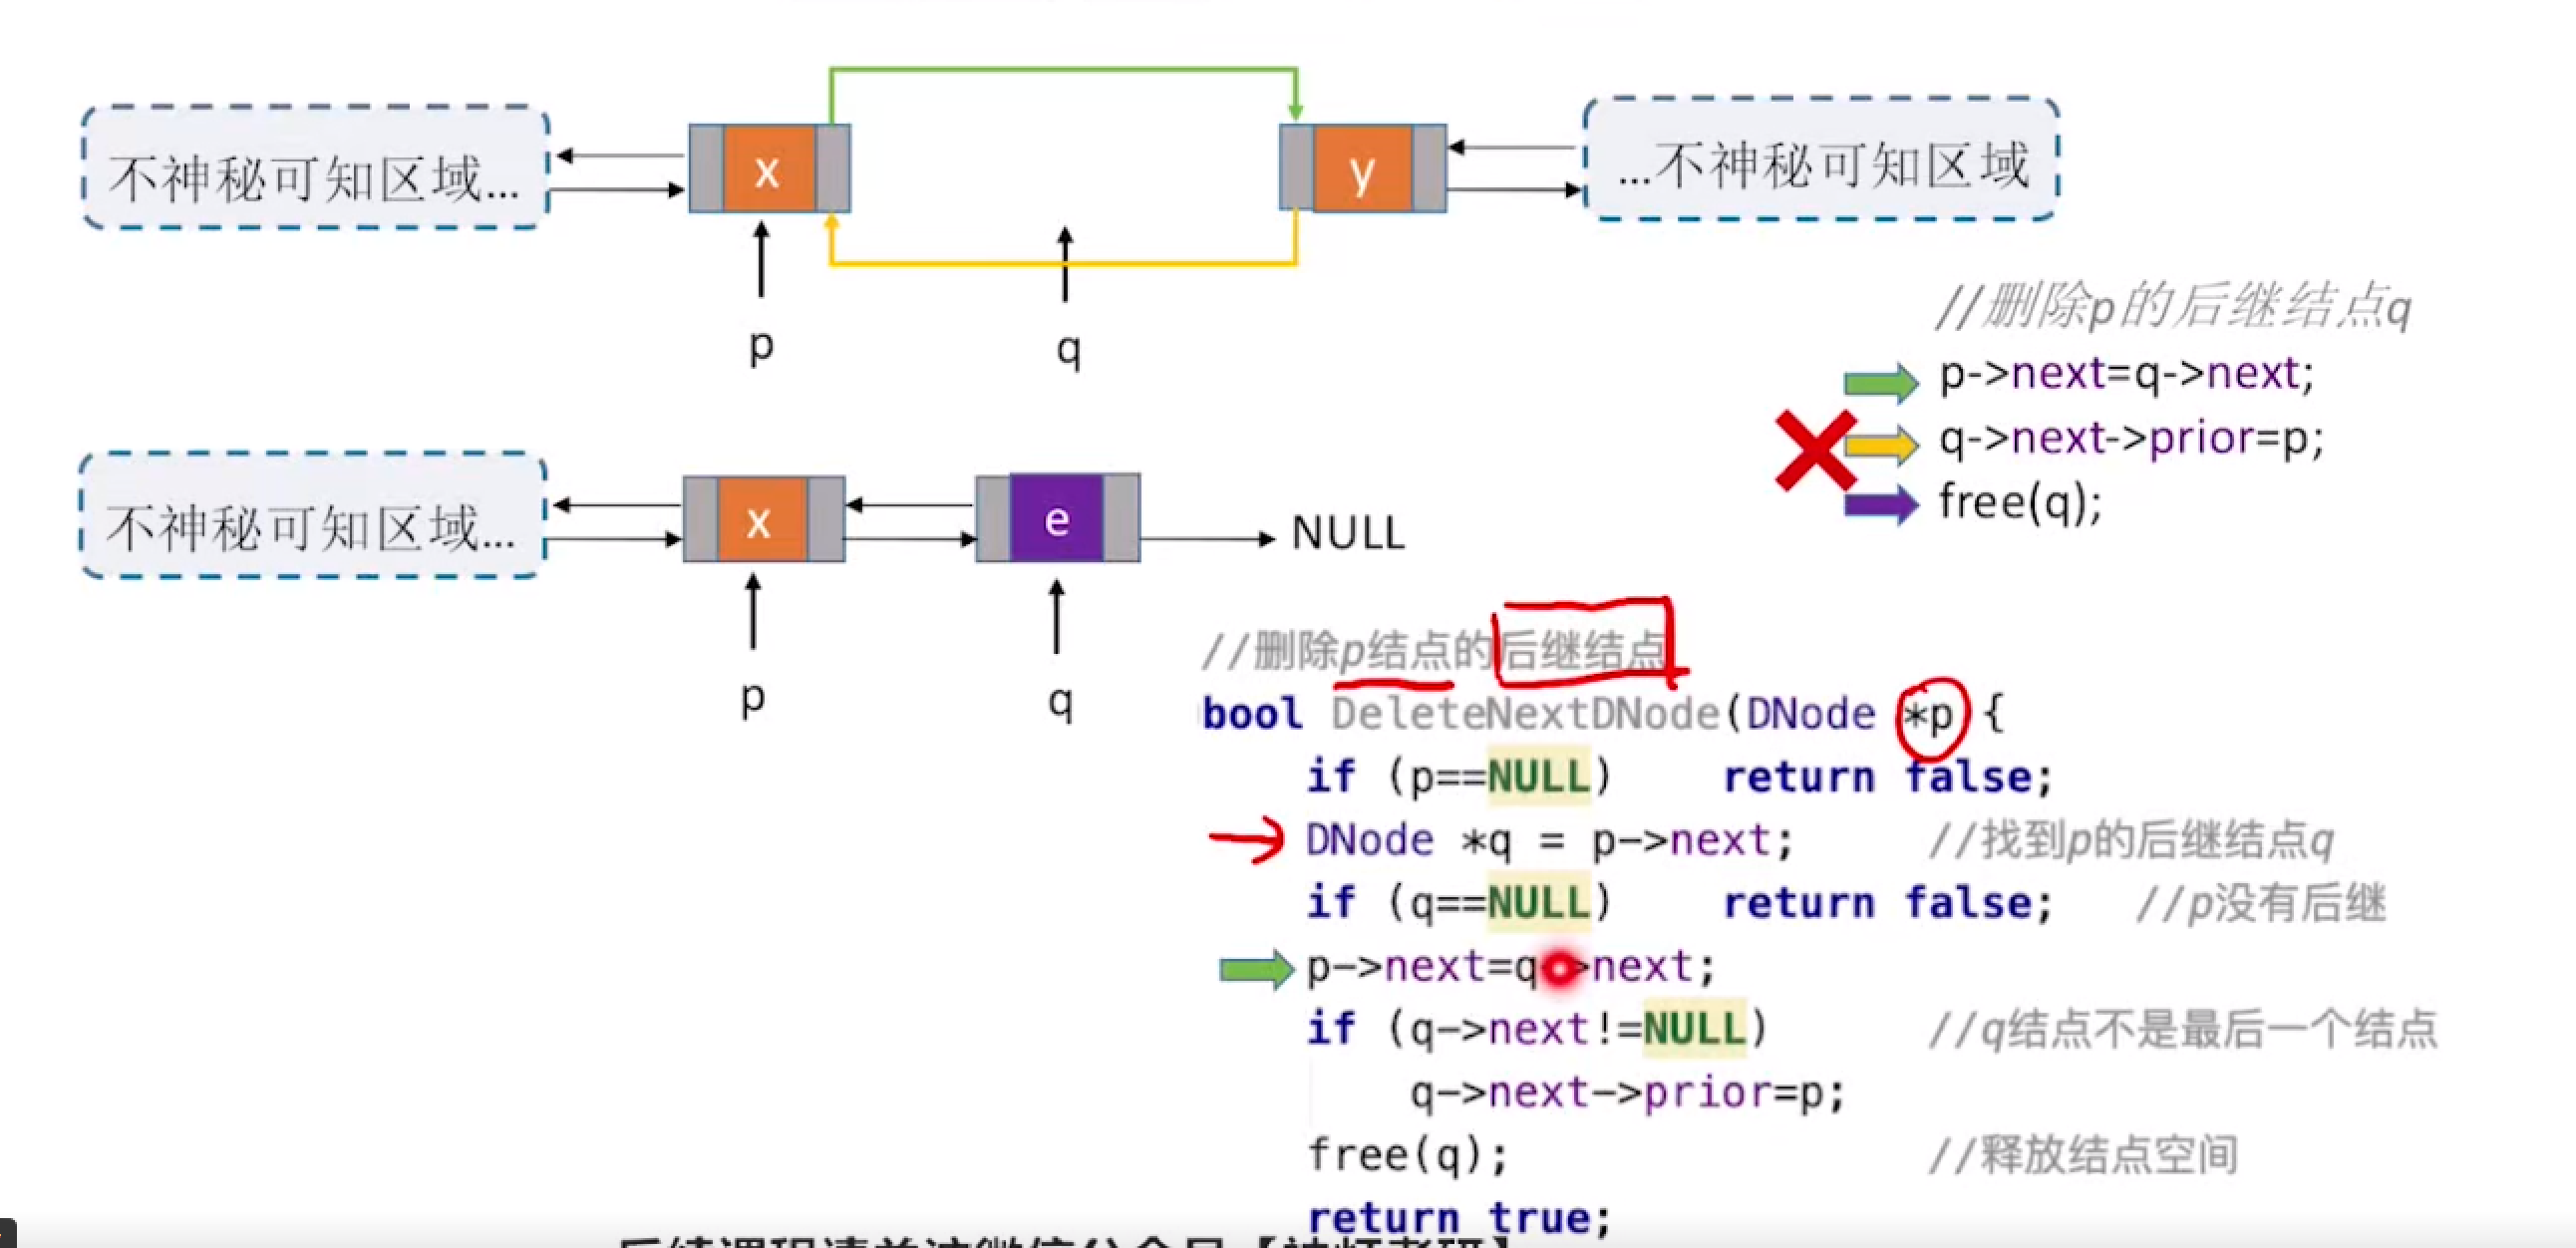 不神秘可知区域...
x
y
...不神秘可知区域
p
q
//删除p的后继结点q
p->next=q->next;
q->next->prior=p;
free(q);
不神秘可知区域...
x
e
NULL
p
q
//删除p结点的后继结点
bool DeleteNextDNode(DNode *p {
if (p==NULL) return false;
DNode *q = p->next; //找到p的后继结点q
if (q==NULL) return false; //p没有后继
p->next=q->next;
if (q->next!=NULL) //q结点不是最后一个结点
q->next->prior=p;
free(q); //释放结点空间
return true;